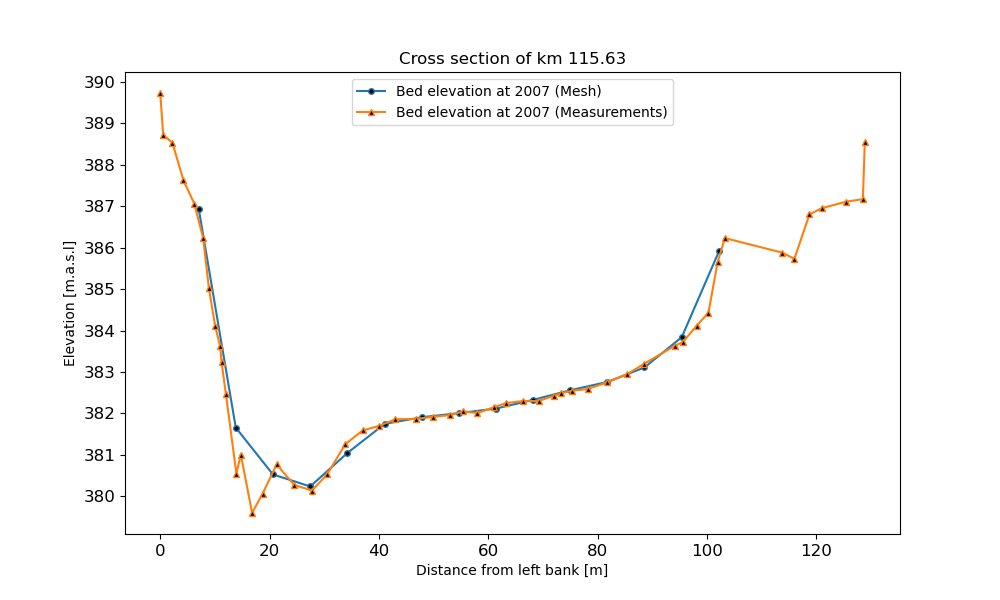 Cross section of km 115.63
Bed elevation at 2007 (Mesh)
Bed elevation at 2007 (Measurements)
Elevation [m.a.s.l]
390
389
388
387
386
385
384
383
382
381
380
0 20 40 60 80 100 120
Distance from left bank [m]